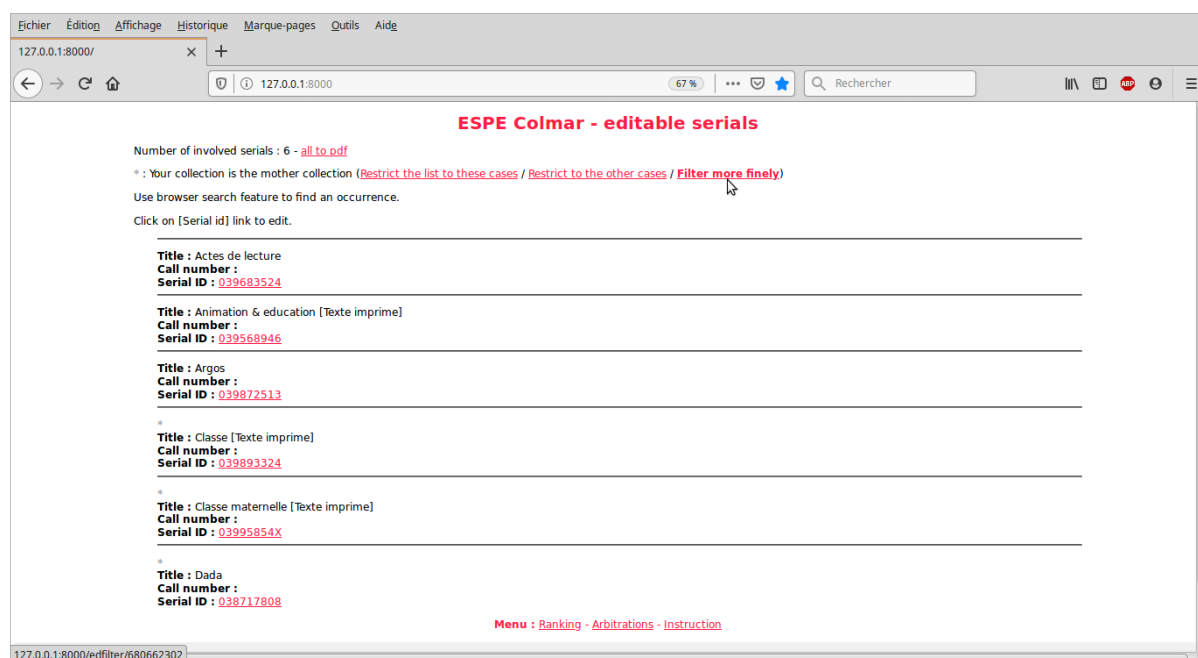 Fichier Édition Affichage Historique Marque-pages Outils Aide
127.0.0.1:8000/ × +
127.0.0.1:8000 67 % Rechercher ABP
ESPE Colmar - editable serials
Number of involved serials : 6 - all to pdf
* : Your collection is the mother collection (Restrict the list to these cases / Restrict to the other cases / Filter more finely)
Use browser search feature to find an occurrence.
Click on [Serial id] link to edit.
Title : Actes de lecture
Call number :
Serial ID : 039683524
Title : Animation & education [Texte imprime]
Call number :
Serial ID : 039568946
Title : Argos
Call number :
Serial ID : 039872513
*
Title : Classe [Texte imprime]
Call number :
Serial ID : 039893324
*
Title : Classe maternelle [Texte imprime]
Call number :
Serial ID : 03995854X
*
Title : Dada
Call number :
Serial ID : 038717808
Menu : Ranking - Arbitrations - Instruction
127.0.0.1:8000/edfilter/680662302